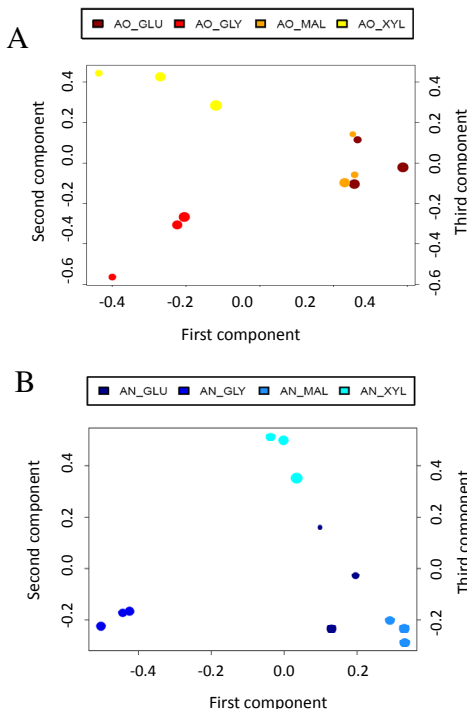 A
AO_GLU AO_GLY AO_MAL AO_XYL
0.4
0.2
0.0
-0.2
-0.4
-0.6
Second component
0.4
0.2
0.0
-0.2
-0.4
-0.6
Third component
-0.4 -0.2 0.0 0.2 0.4
First component
B
AN_GLU AN_GLY AN_MAL AN_XYL
0.4
0.2
0.0
-0.2
Second component
0.4
0.2
0.0
-0.2
Third component
-0.4 -0.2 0.0 0.2
First component